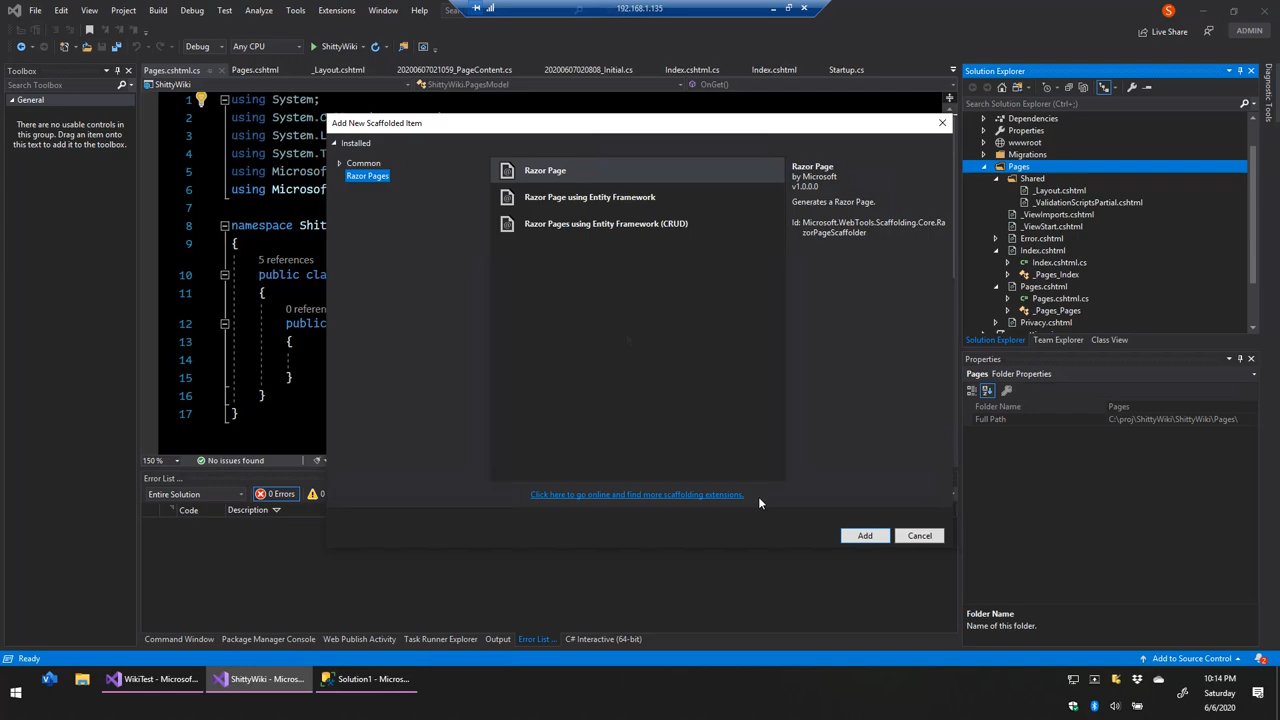 File Edit View Git Project Build Debug Test Analyze Tools Extensions Window Help
192.168.1.135
Live Share
ADMIN
Debug Any CPU ShittyWiki
Toolbox
Search Toolbox
General
There are no usable controls in
this group. Drag an item onto
this text to add it to the toolbox.
Pages.cshtml.cs Pages.cshtml _Layout.cshtml 20200607021059_PageContent.cs 20200607020808_Initial.cs Index.cshtml.cs Index.cshtml Startup.cs
ShittyWiki ShittyWiki.PagesModel OnGet()
1 using System;
2 using System.C
3 using System.L
4 using System.T
5 using Microsof
6 using Microsof
7
8 namespace Shit
9 {
5 references
10 public cla
11 {
0 referenc
12 public
13 {
14
15 }
16 }
17 }
150 % No issues found
Add New Scaffolded Item
Installed
Common
Razor Pages
Razor Page
Razor Page using Entity Framework
Razor Pages using Entity Framework (CRUD)
Razor Page
by Microsoft
v1.0.0.0
Generates a Razor Page.
Id: Microsoft.WebTools.Scaffolding.Core.Ra
zorPageScaffolder
Click here to go online and find more scaffolding extensions.
Add Cancel
Error List ...
Entire Solution 0 Errors 0
Code Description
Command Window Package Manager Console Web Publish Activity Task Runner Explorer Output Error List ... C# Interactive (64-bit)
Solution Explorer
Search Solution Explorer (Ctrl+;)
Dependencies
Properties
wwwroot
Migrations
Pages
Shared
_Layout.cshtml
_ValidationScriptsPartial.cshtml
_ViewImports.cshtml
_ViewStart.cshtml
Error.cshtml
Index.cshtml
Index.cshtml.cs
_Pages_Index
Pages.cshtml
Pages.cshtml.cs
_Pages_Pages
Privacy.cshtml
Solution Explorer Team Explorer Class View
Diagnostic Tools
Properties
Pages Folder Properties
Folder Name Pages
Full Path C:\proj\ShittyWiki\ShittyWiki\Pages\
Folder Name
Name of this folder.
Ready
Add to Source Control 2
WikiTest - Microsof... ShittyWiki - Micros... Solution1 - Micros...
10:14 PM
Saturday
6/6/2020